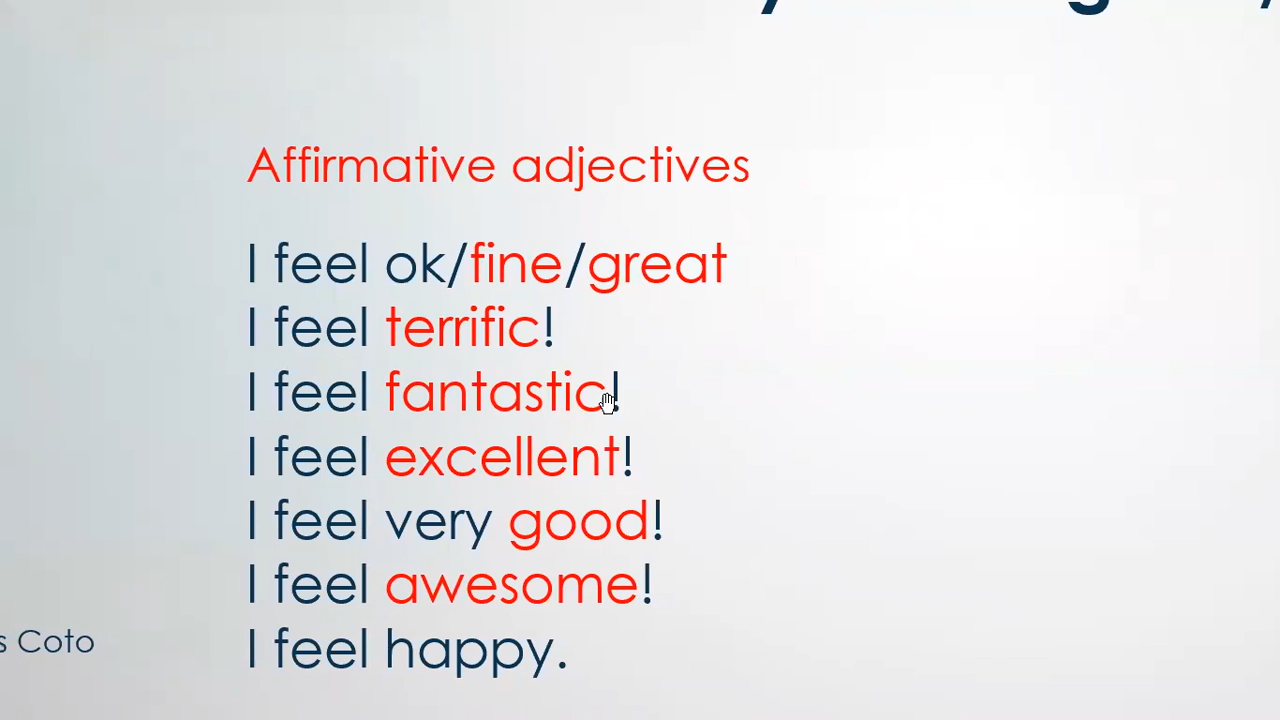 Affirmative adjectives
I feel ok/fine/great
I feel terrific!
I feel fantastic!
I feel excellent!
I feel very good!
I feel awesome!
s Coto
I feel happy.